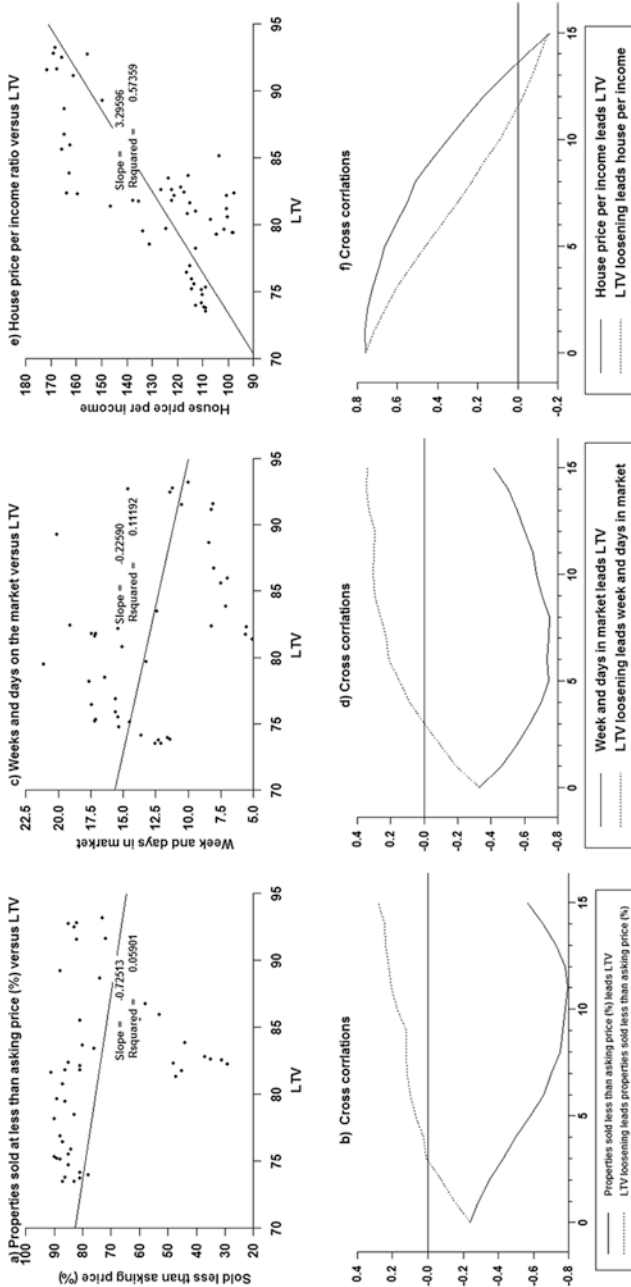 a) Properties sold at less than asking price (%) versus LTV
Sold less than asking price (%)
100
90
80
70
60
50
40
30
20
Slope = -0.72513
Rsquared = 0.05901
70 75 80 85 90 95
LTV
c) Weeks and days on the market versus LTV
Week and days in market
22.5
20.0
17.5
15.0
12.5
10.0
7.5
5.0
Slope = -0.22590
Rsquared = 0.11192
70 75 80 85 90 95
LTV
e) House price per income ratio versus LTV
House price per income
180
170
160
150
140
130
120
110
100
90
Slope = 3.29596
Rsquared = 0.57359
70 75 80 85 90 95
LTV
b) Cross corrlations
0.4
0.2
-0.0
-0.2
-0.4
-0.6
-0.8
0 5 10 15
Properties sold less than asking price (%) leads LTV
LTV loosening leads properties sold less than asking price (%)
d) Cross corrlations
0.4
0.2
-0.0
-0.2
-0.4
-0.6
-0.8
0 5 10 15
Week and days in market leads LTV
LTV loosening leads week and days in market
f) Cross corrlations
0.8
0.6
0.4
0.2
0.0
-0.2
0 5 10 15
House price per income leads LTV
LTV loosening leads house per income